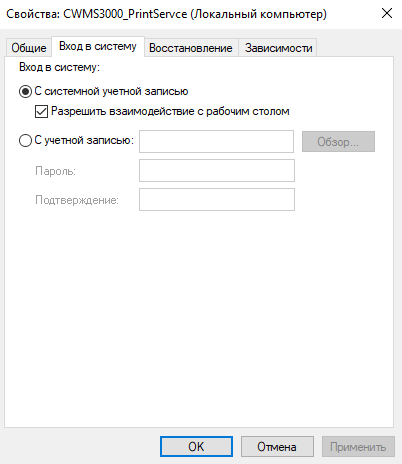 Свойства: CWMS3000_PrintServce (Локальный компьютер)
Общие Вход в систему Восстановление Зависимости
Вход в систему:
С системной учетной записью
Разрешить взаимодействие с рабочим столом
С учетной записью: Обзор...
Пароль:
Подтверждение:
OK Отмена Применить